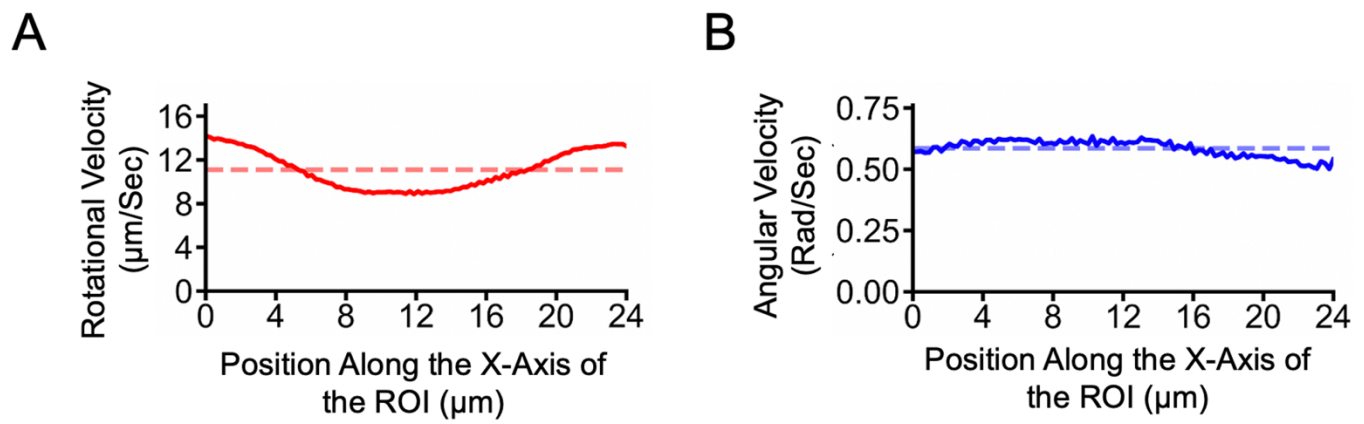 A
B
Rotational Velocity
(µm/Sec)
16
12
8
4
0
0 4 8 12 16 20 24
Position Along the X-Axis of
the ROI (µm)
Angular Velocity
(Rad/Sec)
0.75
0.50
0.25
0.00
0 4 8 12 16 20 24
Position Along the X-Axis of
the ROI (µm)